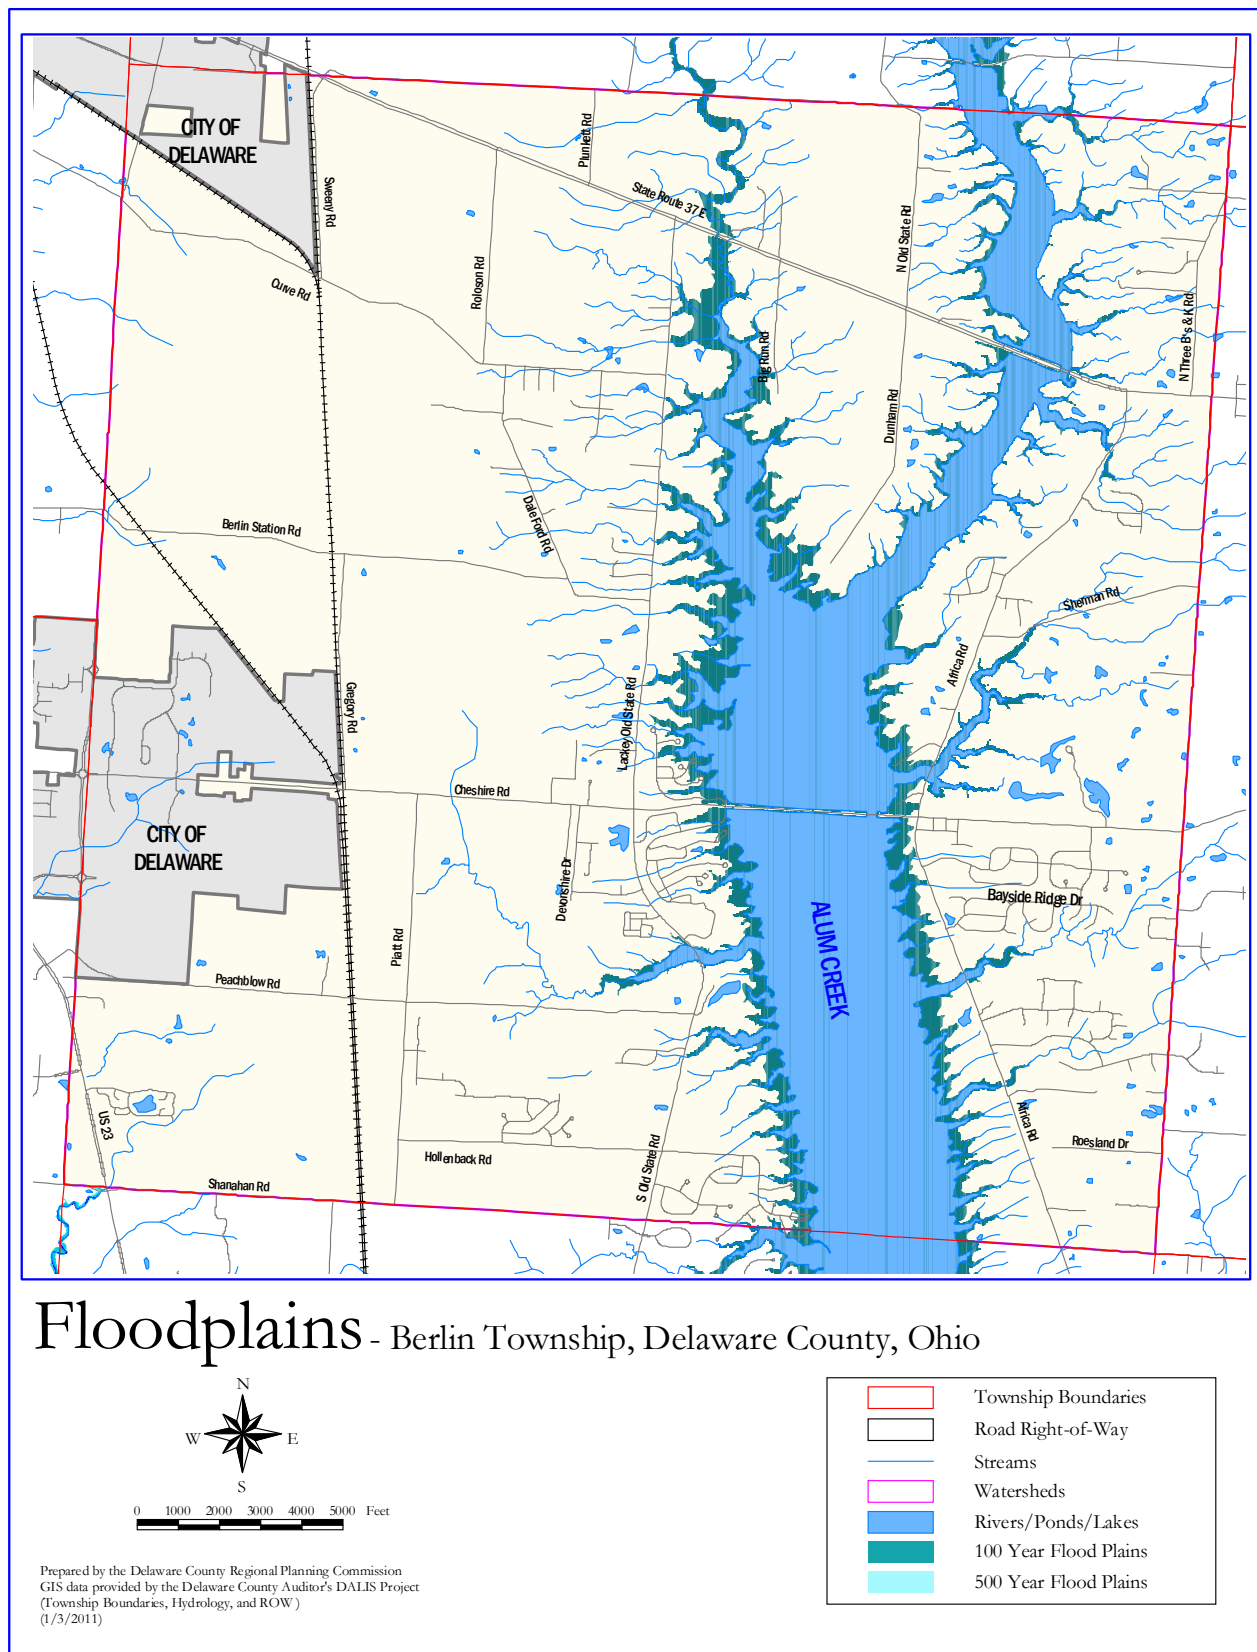 CITY OF
DELAWARE
Plunkett Rd
Sweeny Rd
State Route 37 E
N Old State Rd
Curve Rd
Roloson Rd
Big Run Rd
N Three B's & K Rd
Dunham Rd
Berlin Station Rd
Dale Ford Rd
Sherman Rd
Africa Rd
Gregory Rd
Lackey Old State Rd
Cheshire Rd
CITY OF
DELAWARE
Devonshire Dr
Bayside Ridge Dr
ALUM CREEK
Piatt Rd
Peachblow Rd
US 23
Africa Rd
Roesland Dr
Hollenback Rd
S Old State Rd
Shanahan Rd
Floodplains - Berlin Township, Delaware County, Ohio
N
W E
S
0 1000 2000 3000 4000 5000 Feet
Township Boundaries
Road Right-of-Way
Streams
Watersheds
Rivers/Ponds/Lakes
100 Year Flood Plains
500 Year Flood Plains
Prepared by the Delaware County Regional Planning Commission
GIS data provided by the Delaware County Auditor's DALIS Project
(Township Boundaries, Hydrology, and ROW )
(1/3/2011)